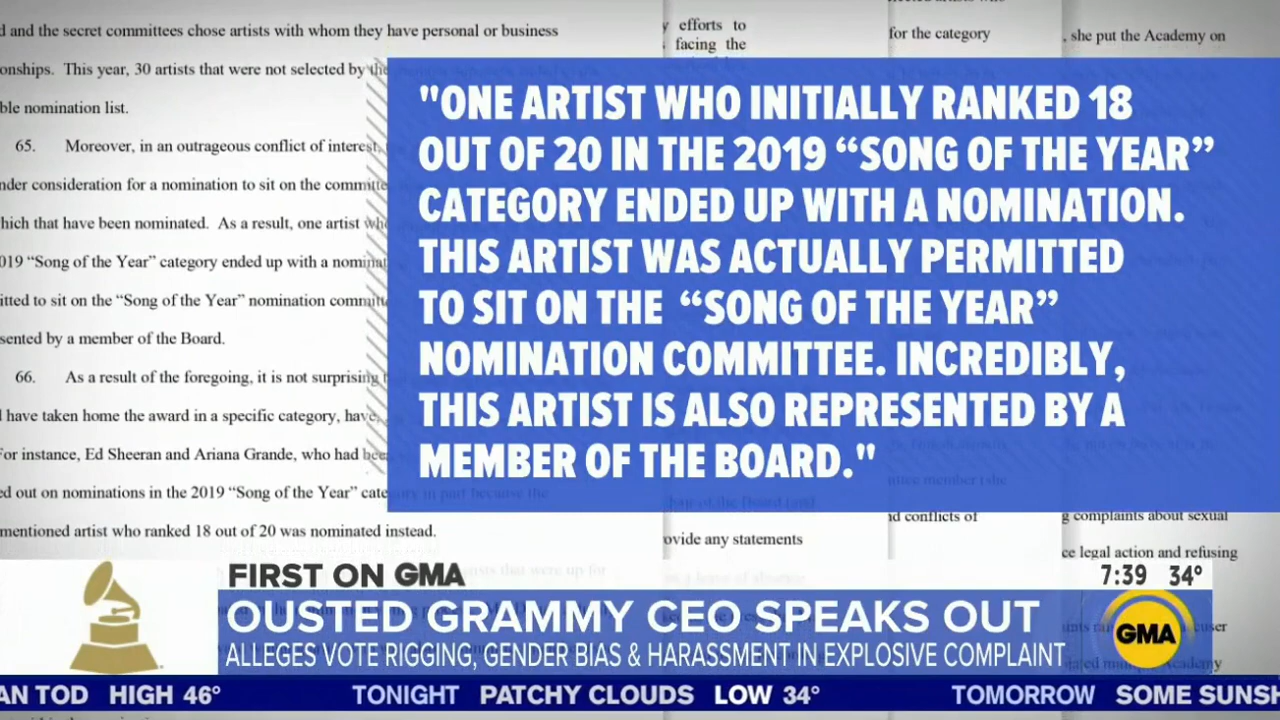 d and the secret committees chose artists with whom they have personal or business
onships. This year, 30 artists that were not selected by the
ble nomination list.
65. Moreover, in an outrageous conflict of interest,
nder consideration for a nomination to sit on the committe
hich that have been nominated. As a result, one artist who
019 “Song of the Year” category ended up with a nominat
itted to sit on the “Song of the Year” nomination committe
sented by a member of the Board.
66. As a result of the foregoing, it is not surprising
l have taken home the award in a specific category, have,
For instance, Ed Sheeran and Ariana Grande, who had bee
ed out on nominations in the 2019 “Song of the Year” category in part because the
mentioned artist who ranked 18 out of 20 was nominated instead.
y efforts to
facing the
for the category
, she put the Academy on
"ONE ARTIST WHO INITIALLY RANKED 18
OUT OF 20 IN THE 2019 “SONG OF THE YEAR”
CATEGORY ENDED UP WITH A NOMINATION.
THIS ARTIST WAS ACTUALLY PERMITTED
TO SIT ON THE “SONG OF THE YEAR”
NOMINATION COMMITTEE. INCREDIBLY,
THIS ARTIST IS ALSO REPRESENTED BY A
MEMBER OF THE BOARD."
ovide any statements
nd conflicts of
g complaints about sexual
ce legal action and refusing
FIRST ON GMA
OUSTED GRAMMY CEO SPEAKS OUT
ALLEGES VOTE RIGGING, GENDER BIAS & HARASSMENT IN EXPLOSIVE COMPLAINT
7:39 34°
GMA
AN TOD HIGH 46° TONIGHT PATCHY CLOUDS LOW 34° TOMORROW SOME SUNSH